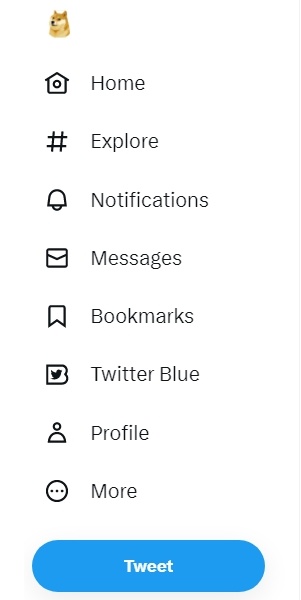 Home
Explore
Notifications
Messages
Bookmarks
Twitter Blue
Profile
More
Tweet